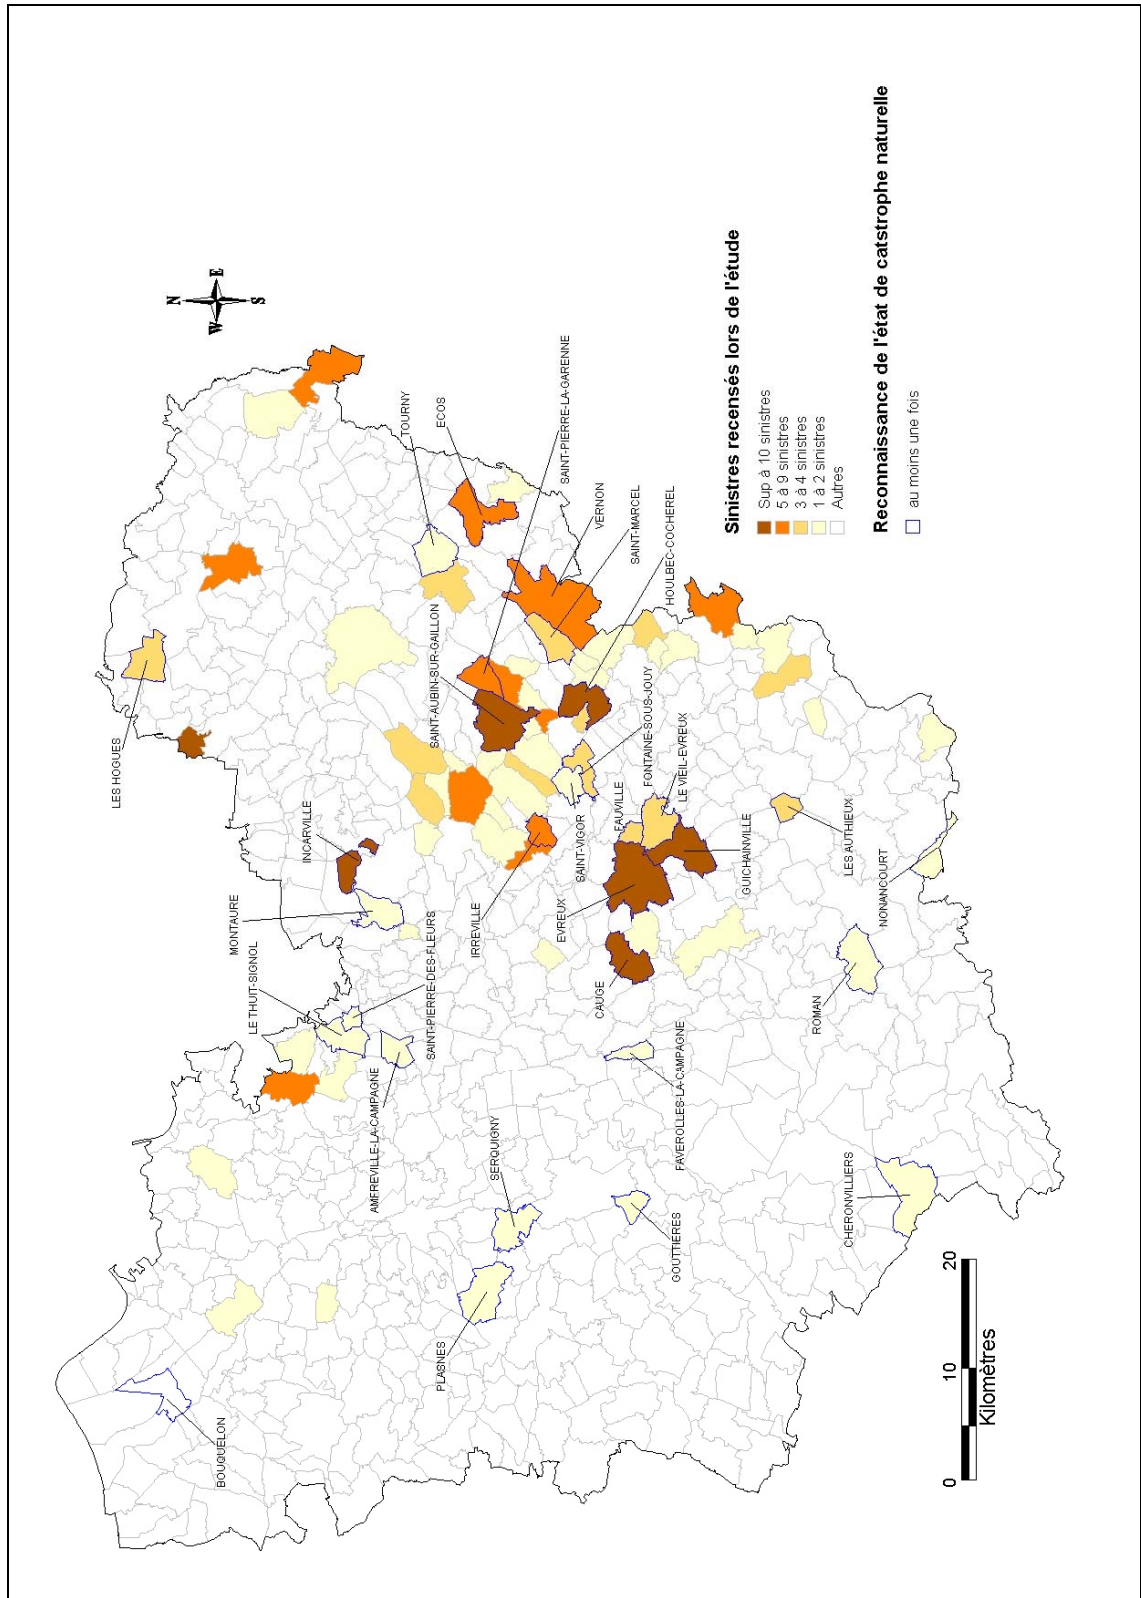 N
W
E
S
LES HOGUES
INCARVILLE
MONTAURE
LE THUIT-SIGNOL
SAINT-PIERRE-DES-FLEURS
AMFREVILLE-LA-CAMPAGNE
BOUQUELON
PLASNES
SERQUIGNY
GOUTTIERES
FAVEROLLES-LA-CAMPAGNE
CHERONVILLIERS
ROMAN
NONANCOURT
LES AUTHIEUX
CAUGE
EVREUX
IRREVILLE
SAINT-VIGOR
FAUVILLE
GUICHAINVILLE
LE VIEIL-EVREUX
FONTAINE-SOUS-JOUY
SAINT-AUBIN-SUR-GAILLON
HOULBEC-COCHEREL
SAINT-MARCEL
VERNON
SAINT-PIERRE-LA-GARENNE
ECOS
TOURNY
Sinistres recensés lors de l'étude
Sup à 10 sinistres
5 à 9 sinistres
3 à 4 sinistres
1 à 2 sinistres
Autres
Reconnaissance de l'état de catstrophe naturelle
au moins une fois
0 10 20
Kilomètres